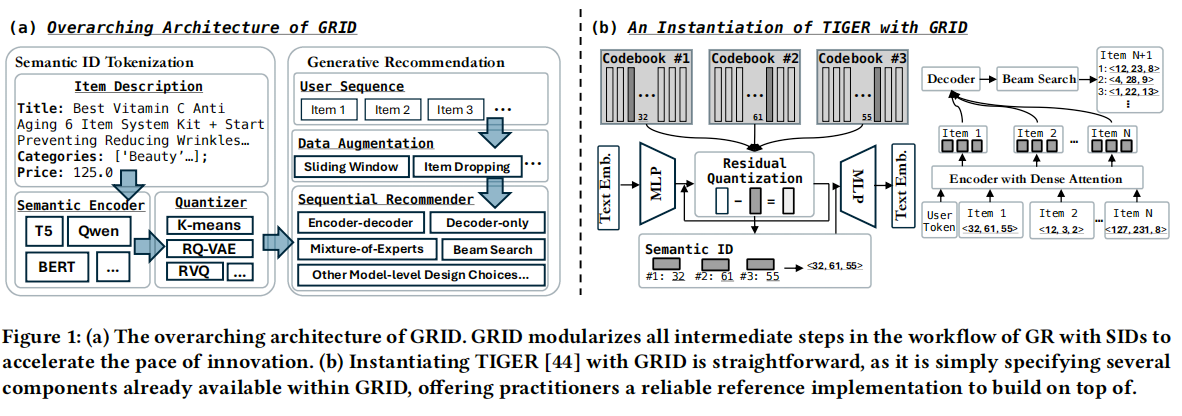 (a) Overarching Architecture of GRID
Semantic ID Tokenization
Item Description
Title: Best Vitamin C Anti
Aging 6 Item System Kit + Start
Preventing Reducing Wrinkles…
Categories: ['Beauty'…];
Price: 125.0
Semantic Encoder
T5
Qwen
BERT
...
Quantizer
K-means
RQ-VAE
RVQ
...
Generative Recommendation
User Sequence
Item 1
Item 2
Item 3
...
Data Augmentation
Sliding Window
Item Dropping
...
Sequential Recommender
Encoder-decoder
Decoder-only
Mixture-of-Experts
Beam Search
Other Model-level Design Choices…
(b) An Instantiation of TIGER with GRID
Codebook #1
...
32
Codebook #2
...
61
Codebook #3
...
55
Text Emb.
MLP
Residual
Quantization
- =
MLP
Text Emb.
Semantic ID
#1: 32
#2: 61
#3: 55
<32, 61, 55>
Decoder
Beam Search
Item N+1
1: <12, 23, 8>
2: <4, 28, 9>
3: <1, 22, 13>
⋮
Item 1
Item 2
...
Item N
Encoder with Dense Attention
User
Token
Item 1
<32, 61, 55>
Item 2
<12, 3, 2>
...
Item N
<127, 231, 8>
Figure 1: (a) The overarching architecture of GRID. GRID modularizes all intermediate steps in the workflow of GR with SIDs to
accelerate the pace of innovation. (b) Instantiating TIGER [44] with GRID is straightforward, as it is simply specifying several
components already available within GRID, offering practitioners a reliable reference implementation to build on top of.